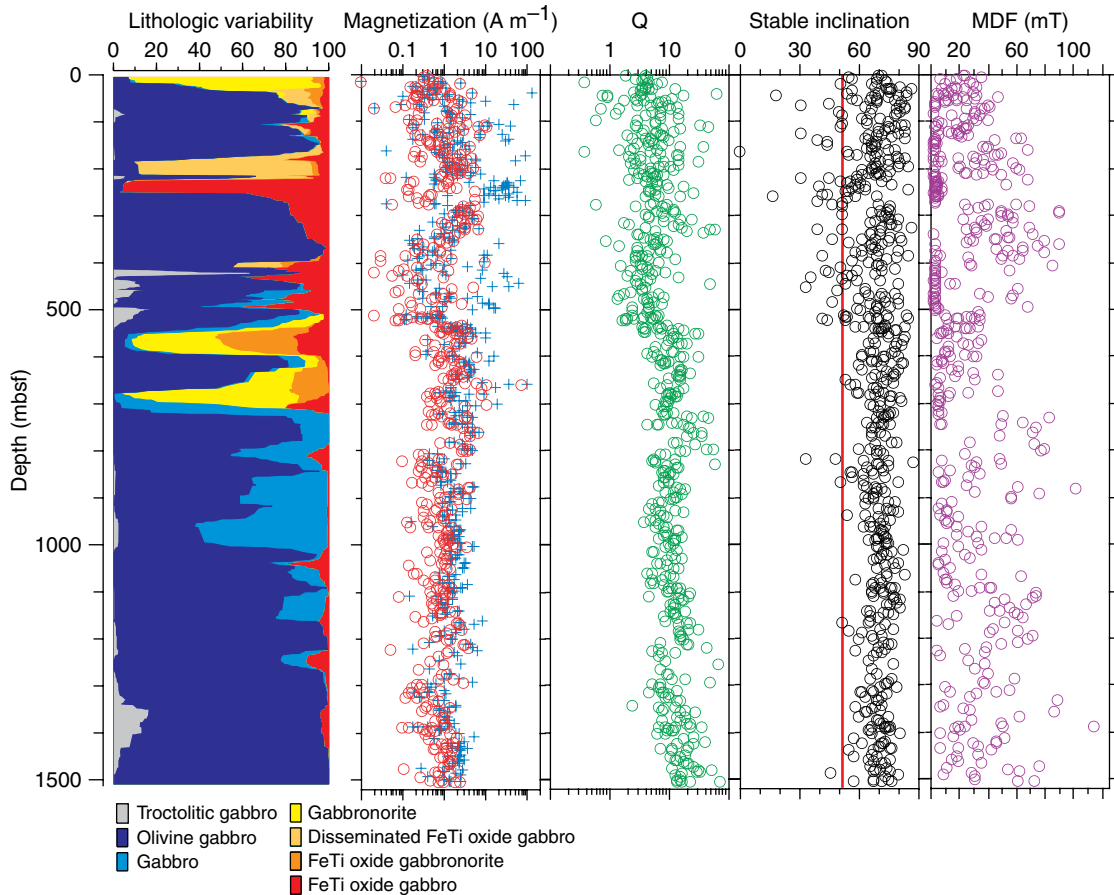 Lithologic variability
Magnetization (A m⁻¹)
Q
Stable inclination
MDF (mT)
0 20 40 60 80 100
0.1 1 10 100
1 10
0 30 60 90
20 60 100
Depth (mbsf)
0
500
1000
1500
Troctolitic gabbro
Olivine gabbro
Gabbro
Gabbronorite
Disseminated FeTi oxide gabbro
FeTi oxide gabbronorite
FeTi oxide gabbro